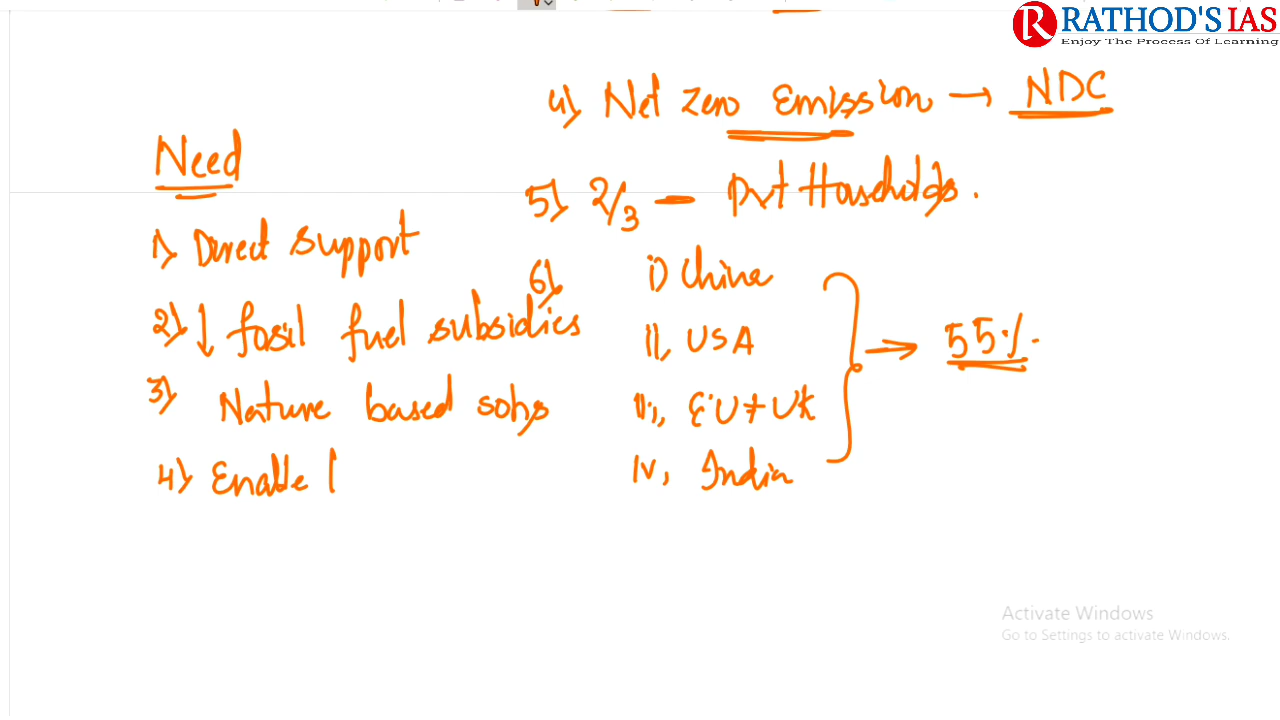 RATHOD'S IAS
Enjoy The Process Of Learning
4) Net Zero Emission → NDC
5) 2/3 - Pvt Households.
6) i) China
ii, USA
iii, EU + UK
iv, India
→ 55%.
Need
1) Direct support
2) ↓ fossil fuel subsidies
3) Nature based solns
4) Enable
Activate Windows
Go to Settings to activate Windows.